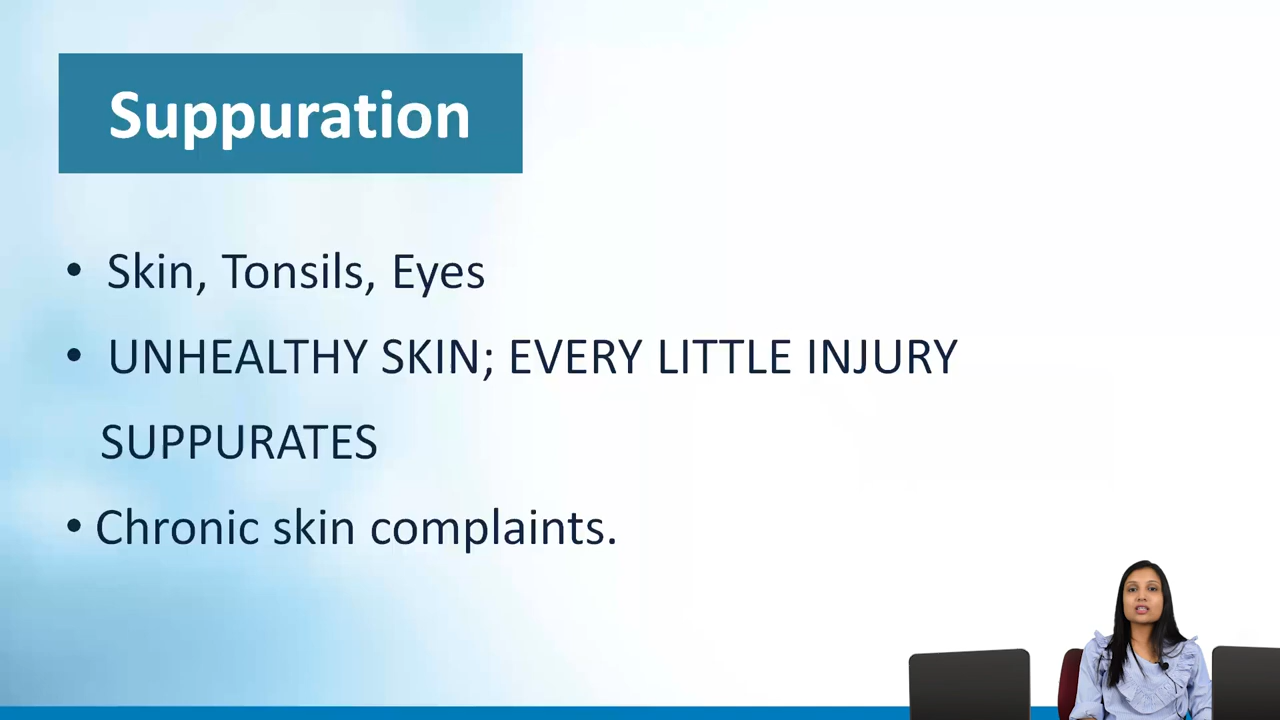 Suppuration
• Skin, Tonsils, Eyes
• UNHEALTHY SKIN; EVERY LITTLE INJURY
SUPPURATES
• Chronic skin complaints.